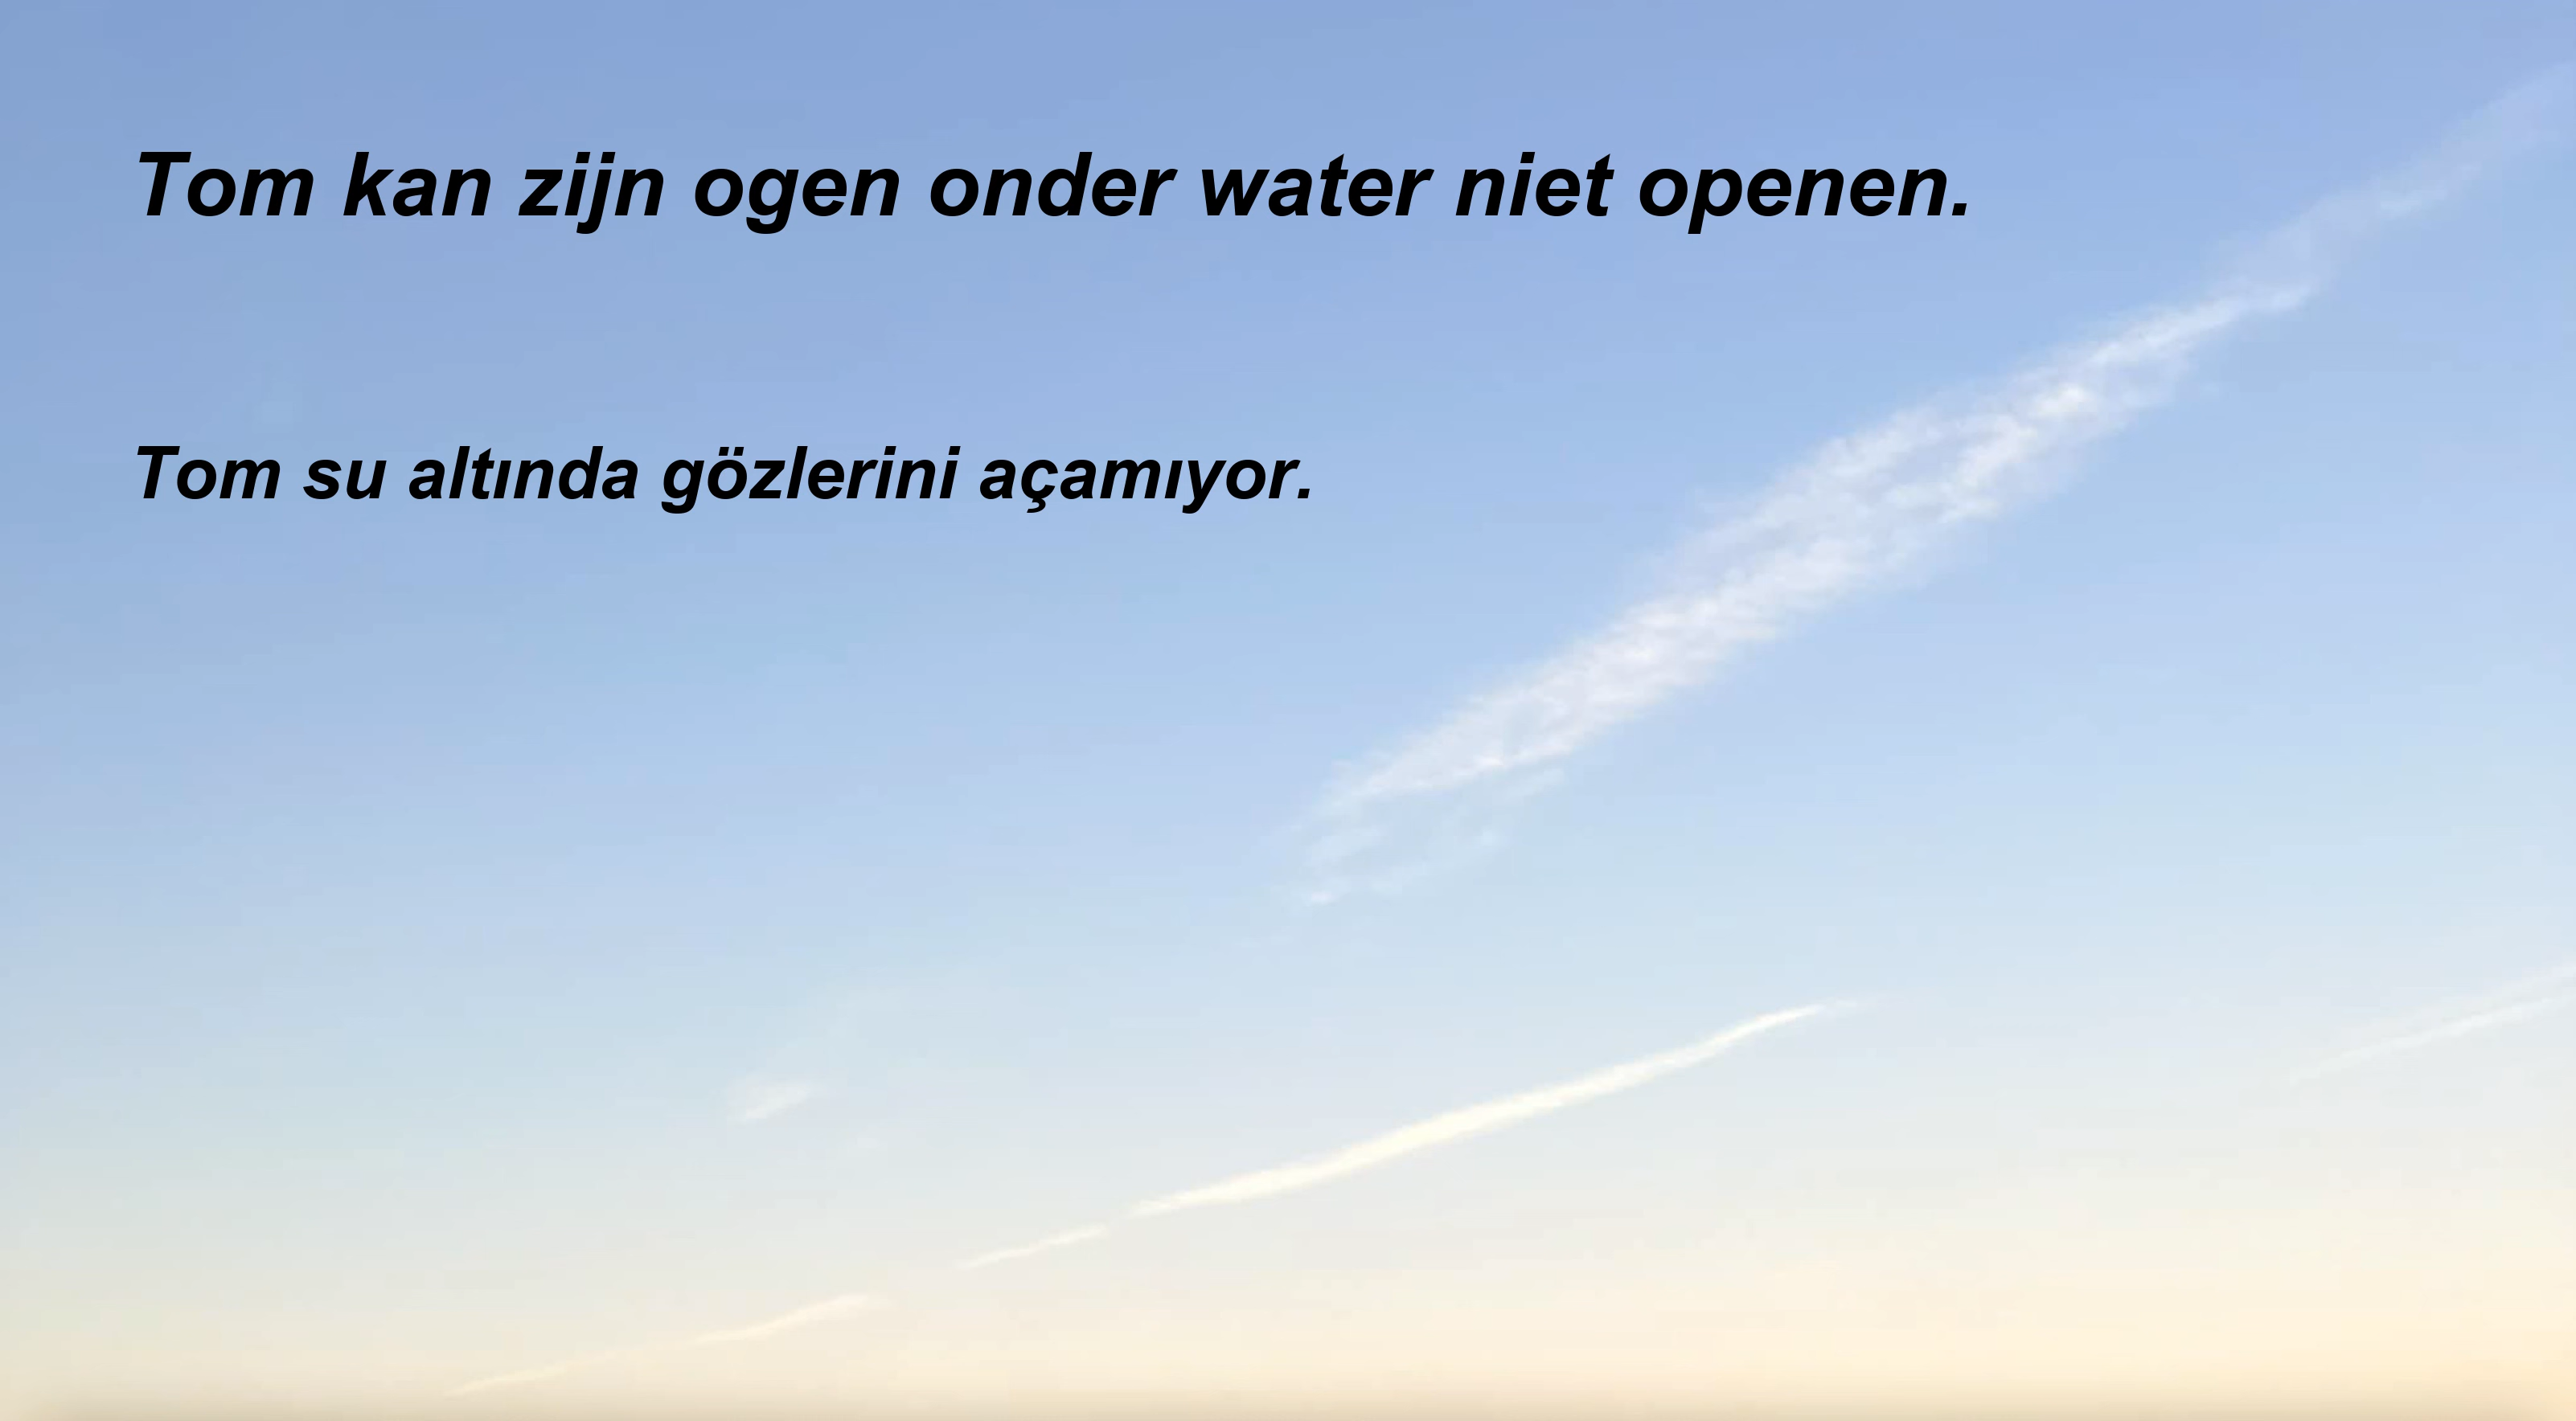 Tom kan zijn ogen onder water niet openen.
Tom su altında gözlerini açamıyor.